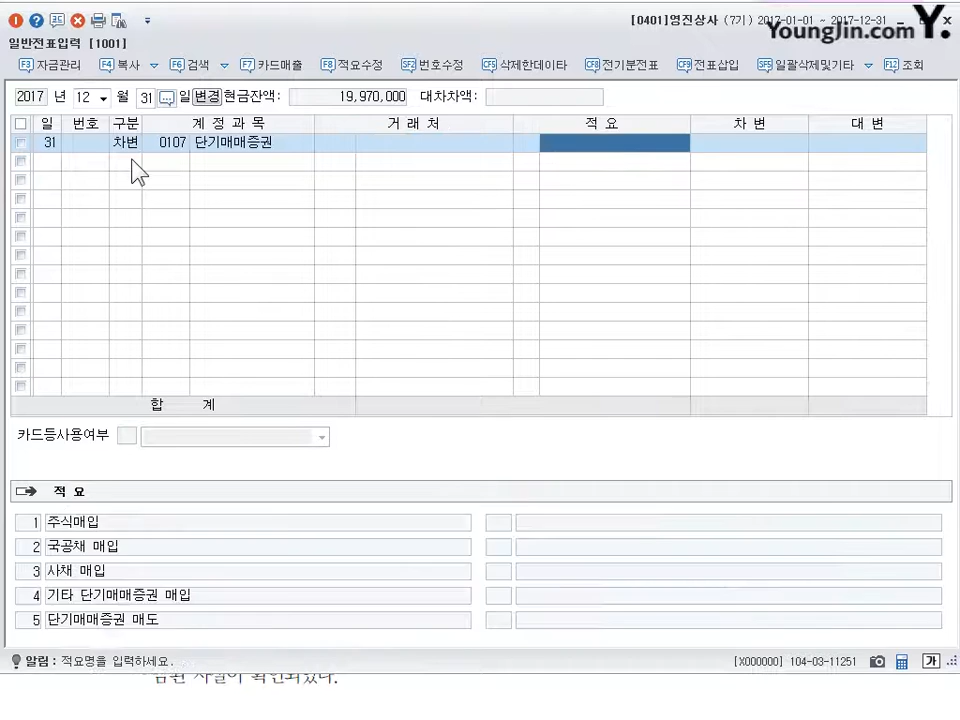 [0401]영진상사 (7기) 2017-01-01 ~ 2017-12-31
YoungJin.com Y.
일반전표입력 [1001]
F3 자금관리 F4 복사 F6 검색 F7 카드매출 F8 적요수정 SF2 번호수정 CF5 삭제한데이타 CF8 전기분전표 CF9 전표삽입 SF5 일괄삭제및기타 F12 조회
2017 년 12 월 31 일 변경 현금잔액: 19,970,000 대차차액:
일 번호 구분 계 정 과 목 거 래 처 적 요 차 변 대 변
31 차변 0107 단기매매증권
합 계
카드등사용여부
적 요
1 주식매입
2 국공채 매입
3 사채 매입
4 기타 단기매매증권 매입
5 단기매매증권 매도
알림 : 적요명을 입력하세요. [X000000] 104-03-11251 가
사실이 확인되었다.